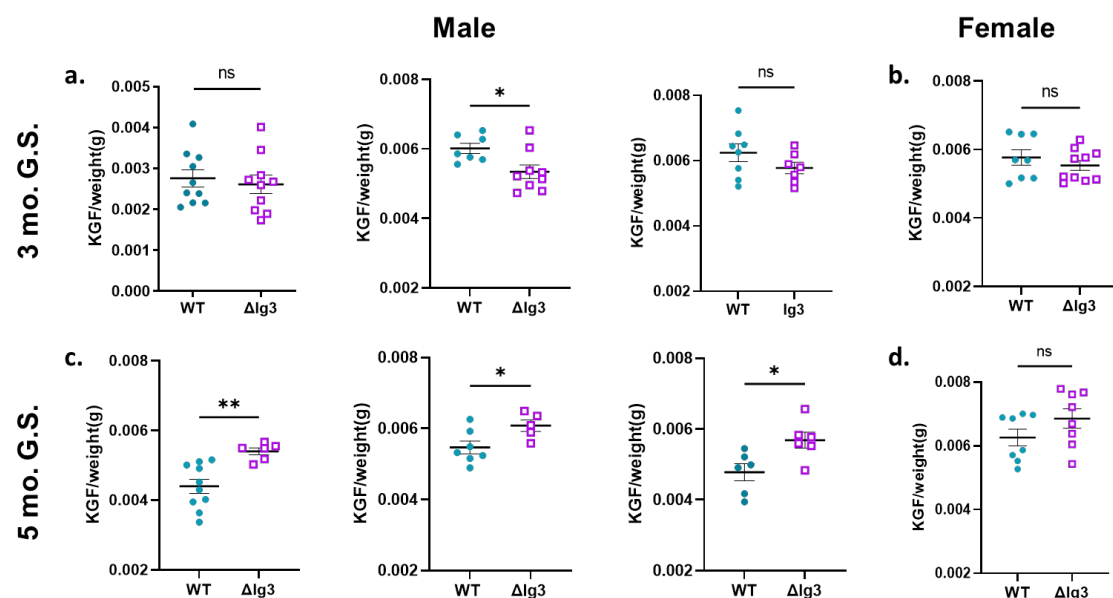 Male
Female
3 mo. G.S.
a.
ns
KGF/weight(g)
0.005
0.004
0.003
0.002
0.001
0.000
WT
ΔIg3
*
KGF/weight(g)
0.008
0.006
0.004
0.002
WT
ΔIg3
ns
KGF/weight(g)
0.008
0.006
0.004
0.002
WT
Ig3
b.
ns
KGF/weight(g)
0.008
0.006
0.004
0.002
WT
ΔIg3
5 mo. G.S.
c.
**
KGF/weight(g)
0.008
0.006
0.004
0.002
WT
ΔIg3
*
KGF/weight(g)
0.008
0.006
0.004
0.002
WT
ΔIg3
*
KGF/weight(g)
0.008
0.006
0.004
0.002
WT
ΔIg3
d.
ns
KGF/weight(g)
0.008
0.006
0.004
0.002
WT
ΔIg3